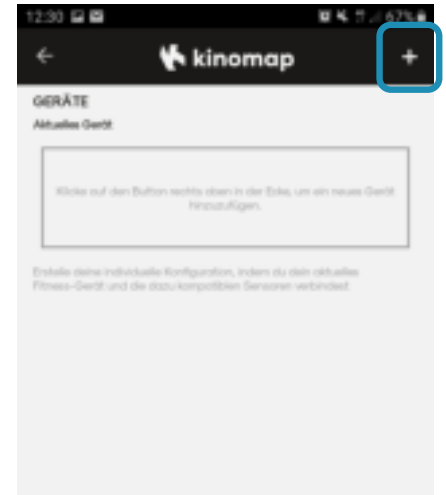 12:30 67%
kinomap
+
GERÄTE
Aktuelles Gerät
Klicke auf den Button rechts oben in der Ecke, um ein neues Gerät
hinzuzufügen.
Erstelle deine individuelle Konfiguration, indem du dein aktuelles
Fitness-Gerät und die dazu kompatiblen Sensoren verbindest